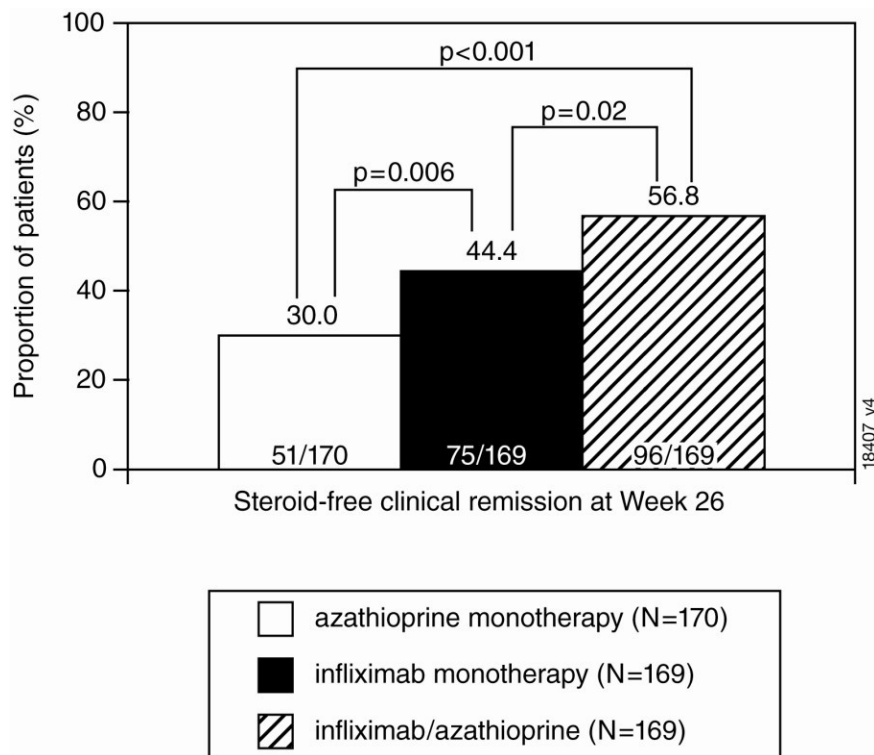 100
80
60
40
20
0
Proportion of patients (%)
p<0.001
p=0.02
p=0.006
56.8
44.4
30.0
51/170
75/169
96/169
Steroid-free clinical remission at Week 26
18407_v4
azathioprine monotherapy (N=170)
infliximab monotherapy (N=169)
infliximab/azathioprine (N=169)